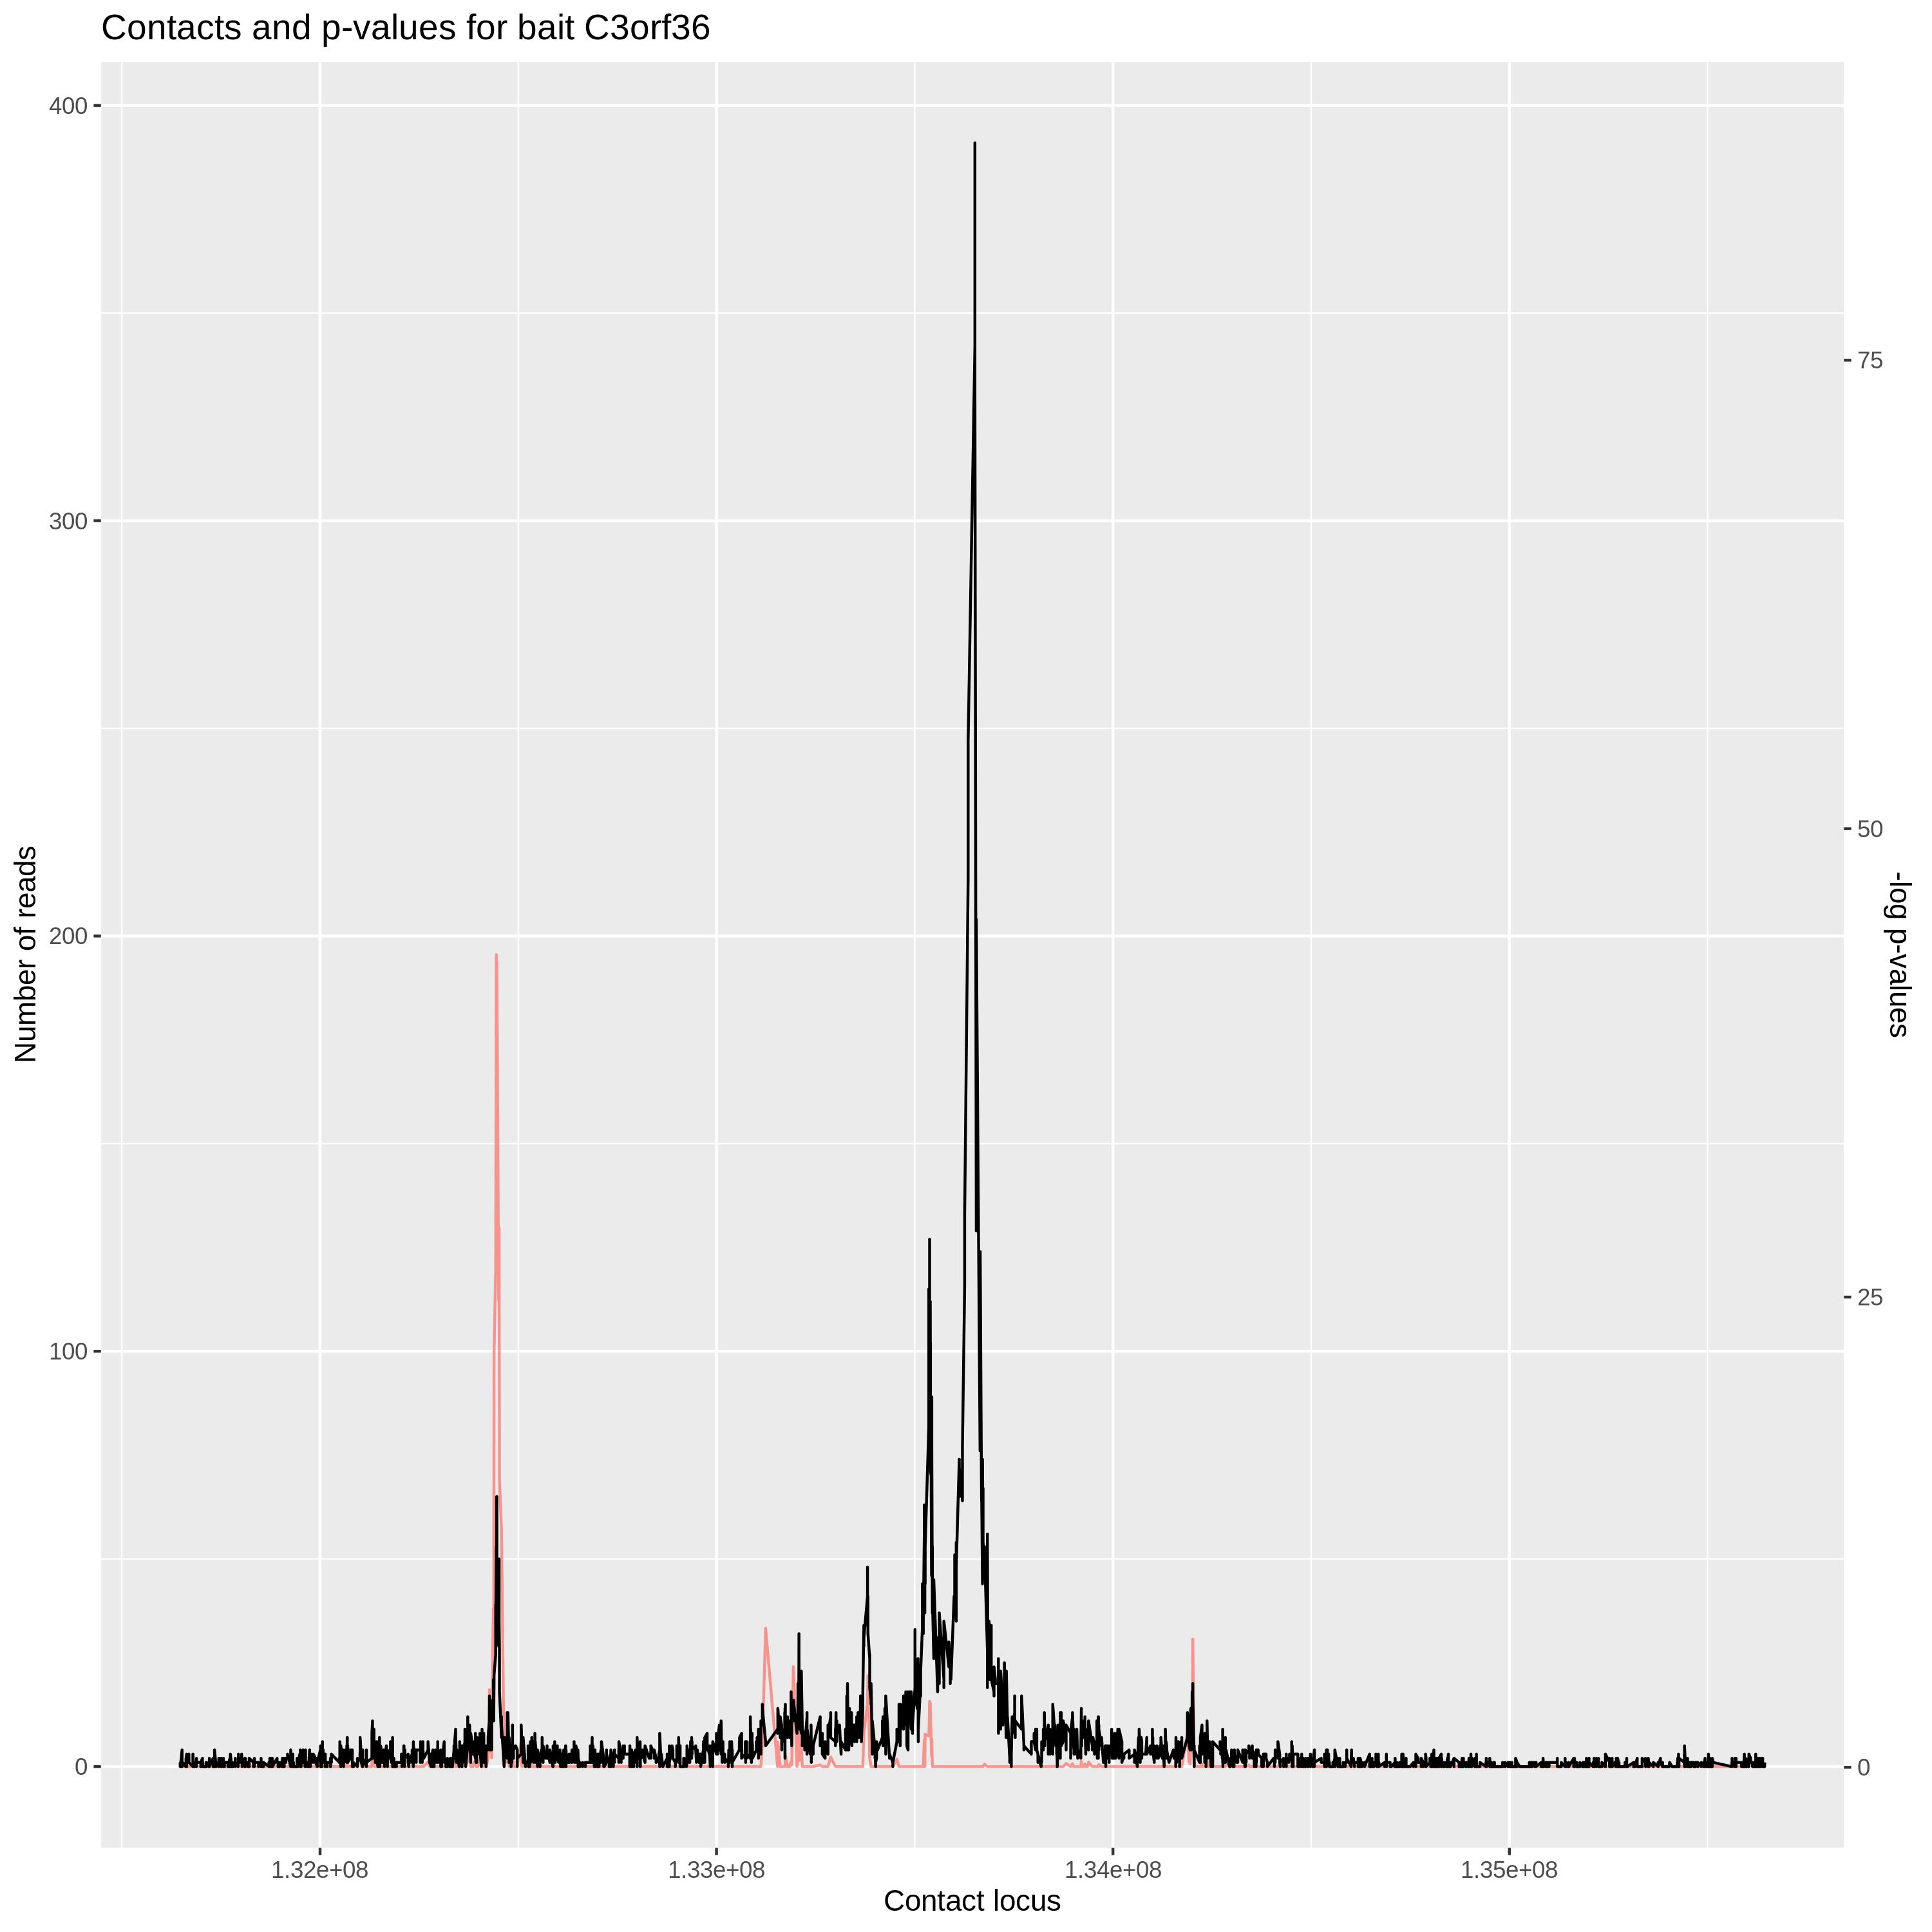 Contacts and p-values for bait C3orf36
400
300
200
100
0
Number of reads
75
50
25
0
-log p-values
1.32e+08
1.33e+08
1.34e+08
1.35e+08
Contact locus